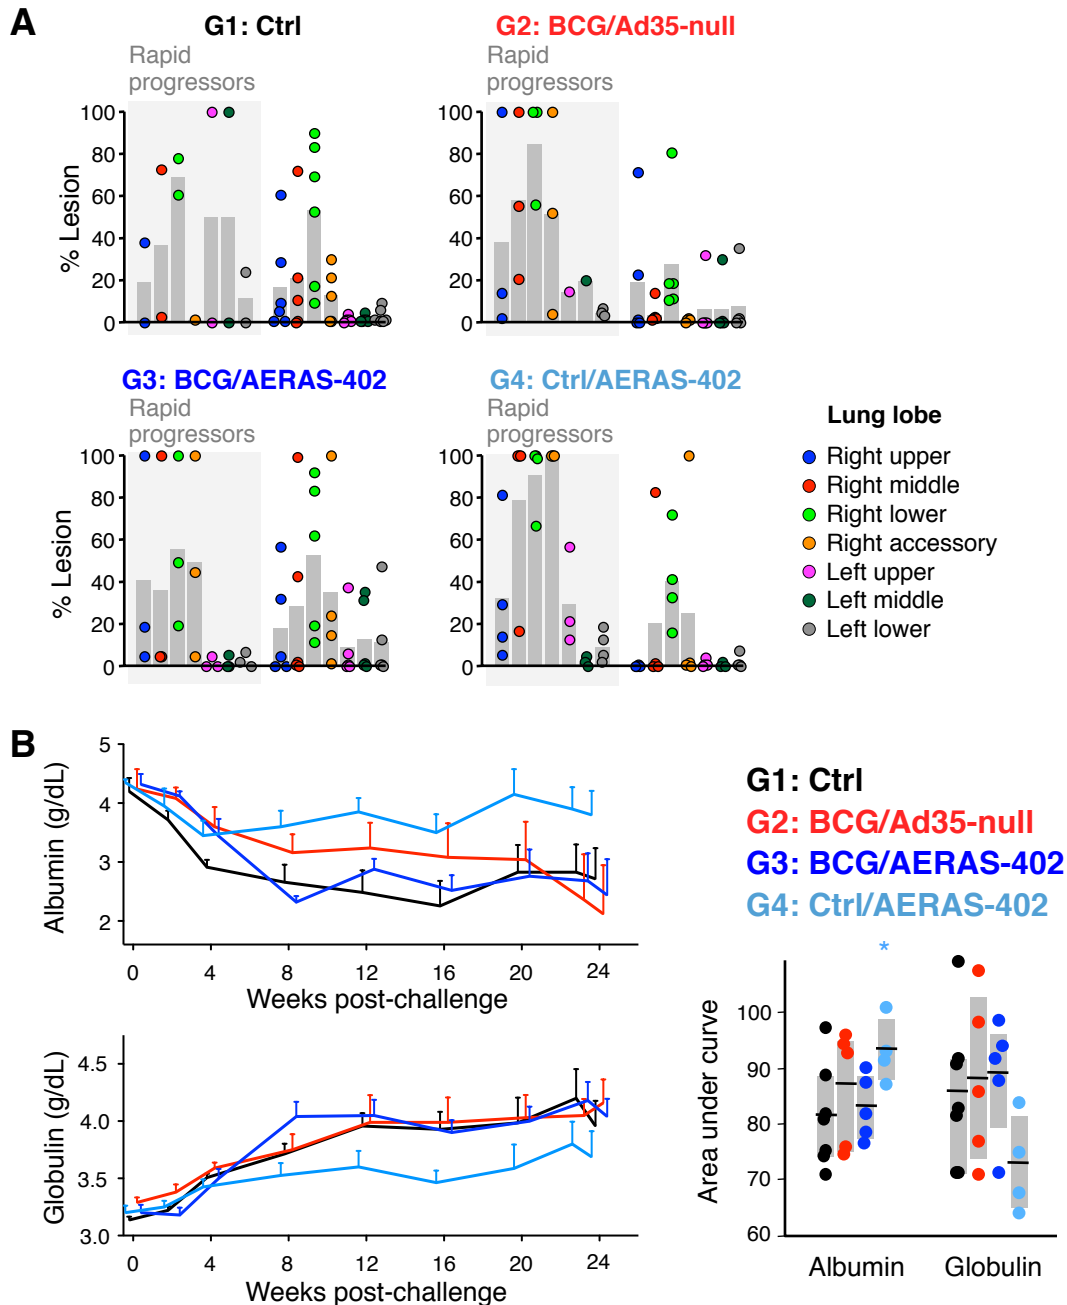 A
G1: Ctrl
Rapid
progressors
% Lesion
100
80
60
40
20
0
G2: BCG/Ad35-null
Rapid
progressors
100
80
60
40
20
0
G3: BCG/AERAS-402
Rapid
progressors
% Lesion
100
80
60
40
20
0
G4: Ctrl/AERAS-402
Rapid
progressors
100
80
60
40
20
0
Lung lobe
Right upper
Right middle
Right lower
Right accessory
Left upper
Left middle
Left lower
B
Albumin (g/dL)
5
4
3
2
0 4 8 12 16 20 24
Weeks post-challenge
Globulin (g/dL)
4.5
4.0
3.5
3.0
0 4 8 12 16 20 24
Weeks post-challenge
G1: Ctrl
G2: BCG/Ad35-null
G3: BCG/AERAS-402
G4: Ctrl/AERAS-402
*
Area under curve
100
90
80
70
60
Albumin Globulin